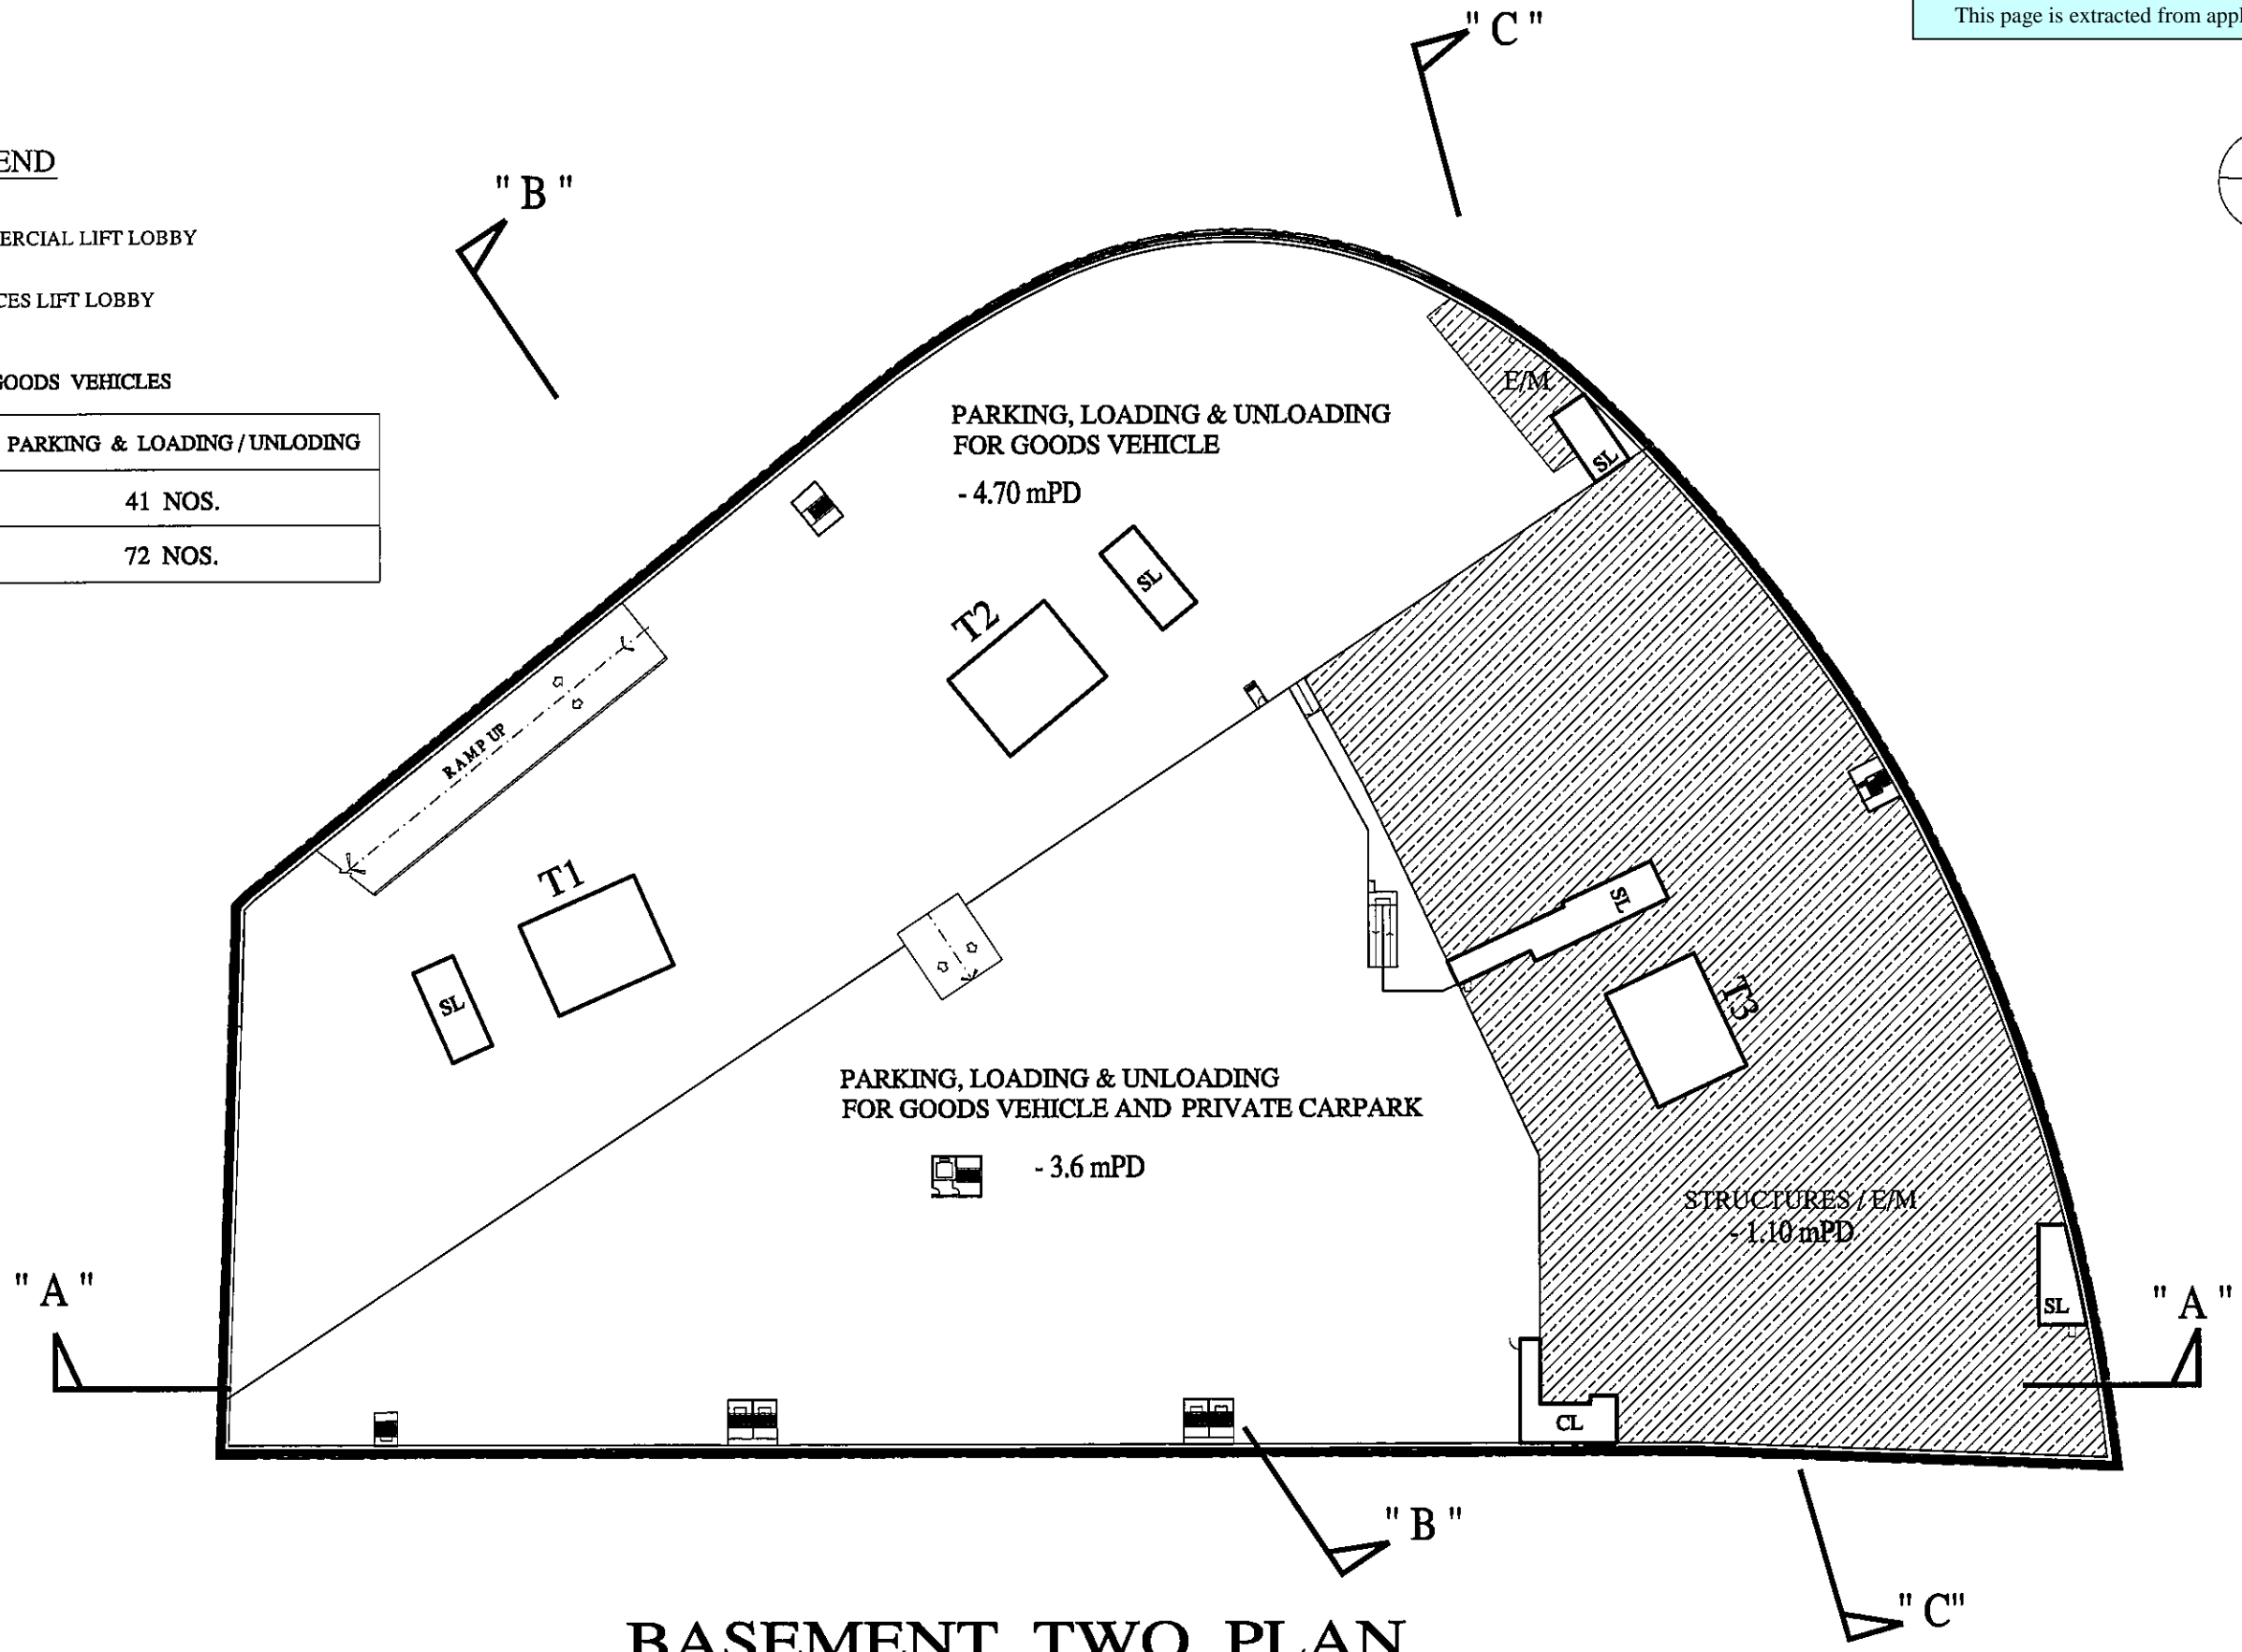 This page is extracted from appl
" C "
END
" B "
ERCIAL LIFT LOBBY
CES LIFT LOBBY
GOODS VEHICLES
PARKING & LOADING / UNLODING
41 NOS.
72 NOS.
E/M
SL
PARKING, LOADING & UNLOADING
FOR GOODS VEHICLE
- 4.70 mPD
SL
T2
RAMP UP
T1
SL
SL
T3
PARKING, LOADING & UNLOADING
FOR GOODS VEHICLE AND PRIVATE CARPARK
- 3.6 mPD
STRUCTURES / E/M
- 1.10 mPD
" A "
SL
" A "
CL
" B "
" C"
BASEMENT TWO PLAN